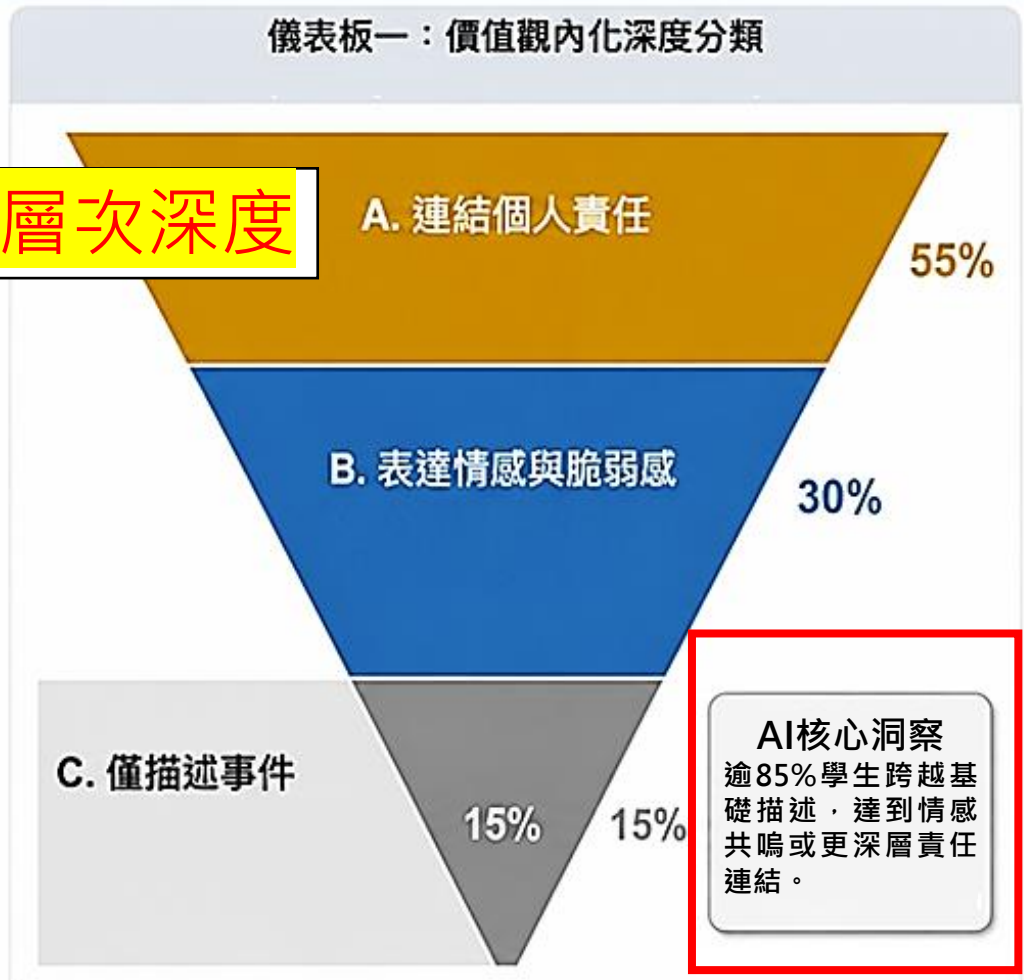 儀表板一：價值觀內化深度分類
層次深度
A. 連結個人責任
55%
B. 表達情感與脆弱感
30%
C. 僅描述事件
15%
15%
AI核心洞察
逾85%學生跨越基
礎描述，達到情感
共鳴或更深層責任
連結。